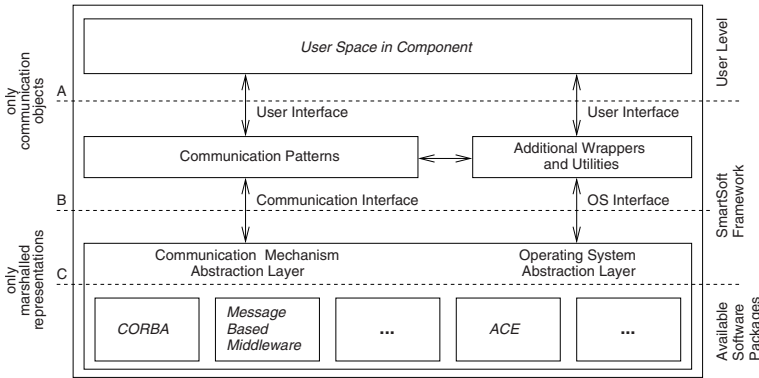 User Space in Component
User Level
only
communication
objects
A
User Interface
User Interface
Communication Patterns
Additional Wrappers
and Utilities
B
Communication Interface
OS Interface
SmartSoft
Framework
only
marshalled
representations
Communication Mechanism
Abstraction Layer
Operating System
Abstraction Layer
C
CORBA
Message
Based
Middleware
...
ACE
...
Available
Software
Packages